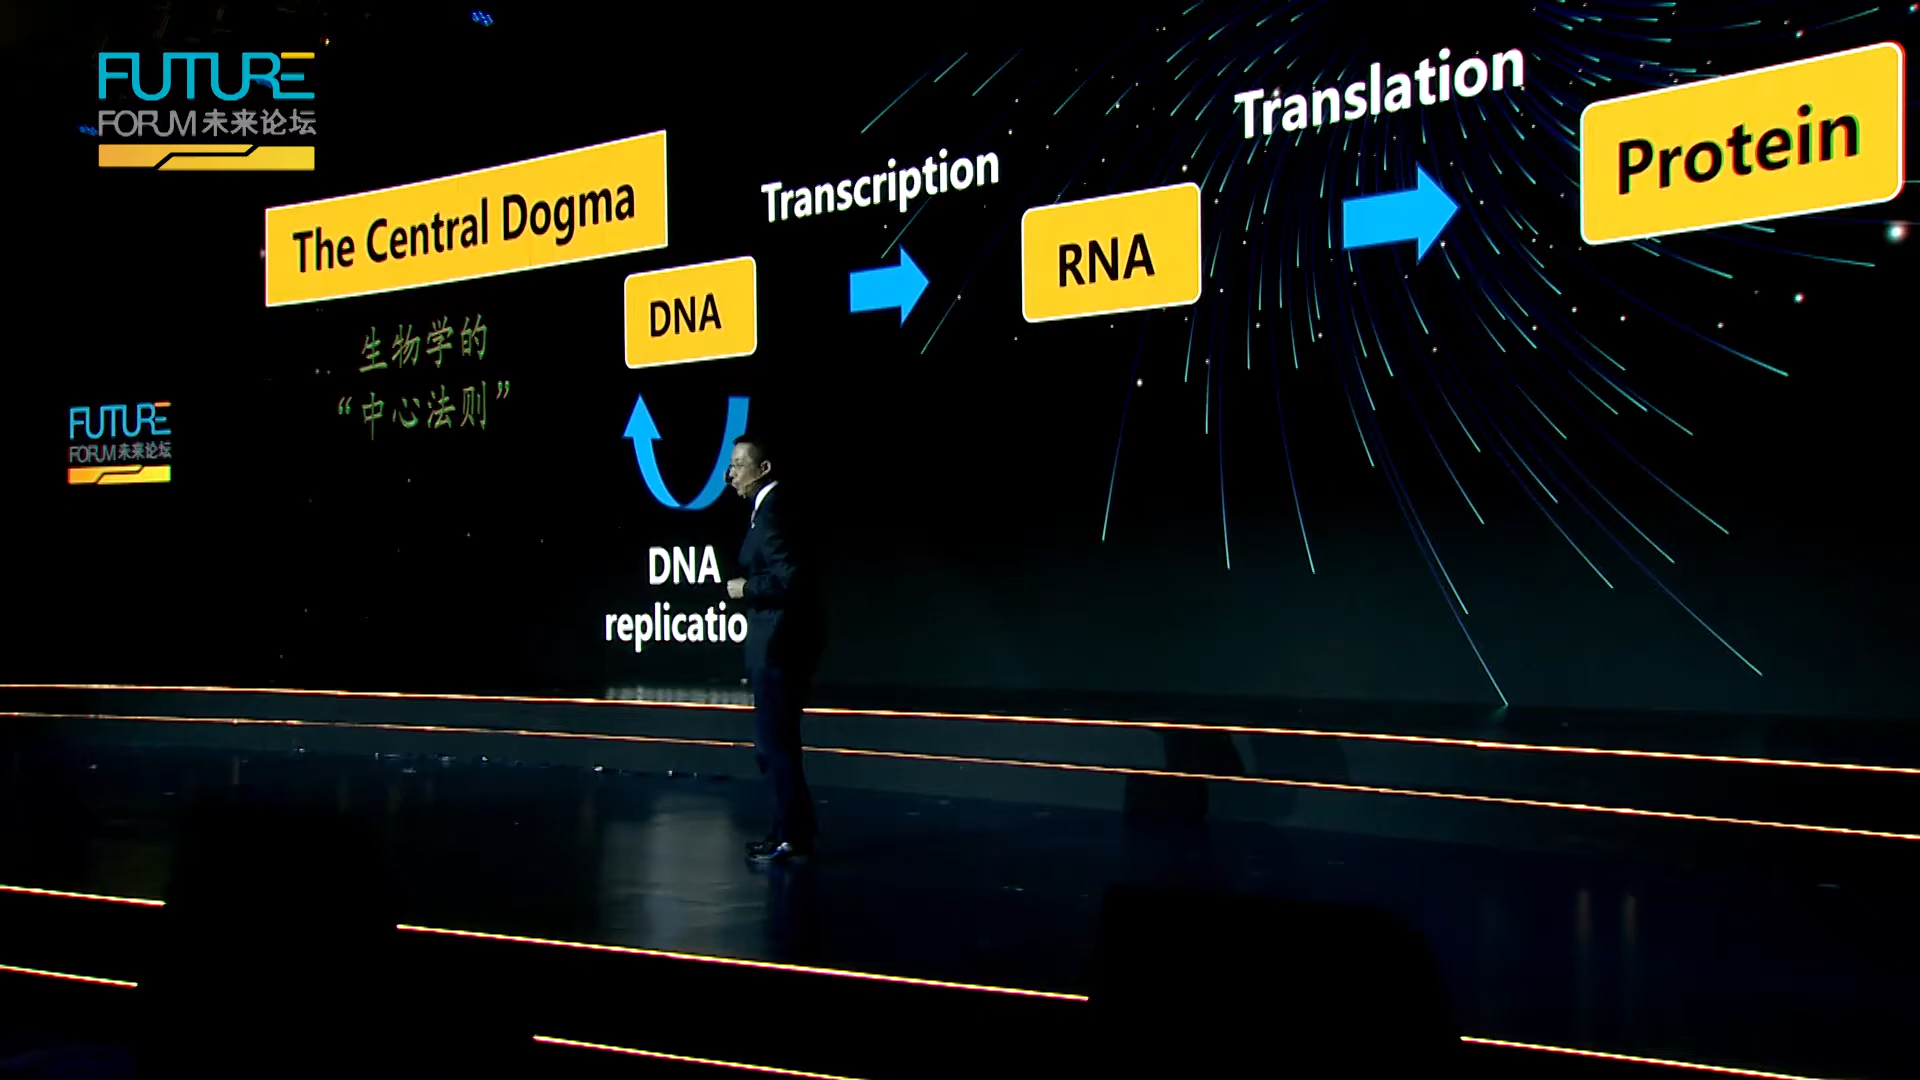 FUTURE
FORUM 未来论坛
The Central Dogma
生物学的
“中心法则”
DNA
Transcription
RNA
Translation
Protein
DNA
replicatio
FUTURE
FORUM 未来论坛